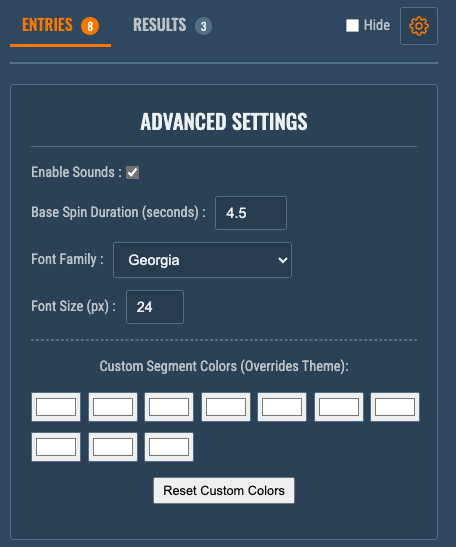 ENTRIES 8 RESULTS 3 Hide
ADVANCED SETTINGS
Enable Sounds :
Base Spin Duration (seconds) : 4.5
Font Family : Georgia
Font Size (px) : 24
Custom Segment Colors (Overrides Theme):
Reset Custom Colors